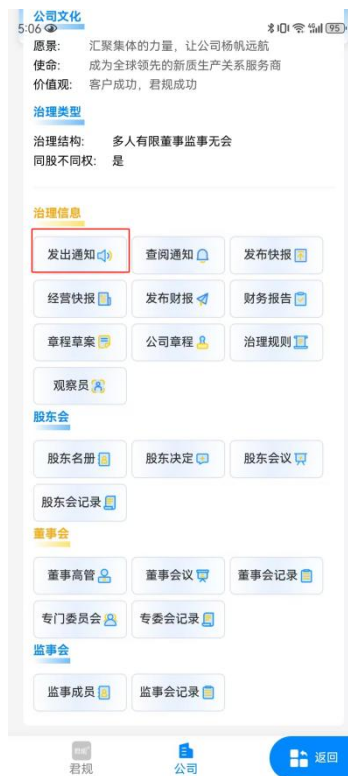 公司文化
5:06 95
愿景: 汇聚集体的力量，让公司杨帆远航
使命: 成为全球领先的新质生产关系服务商
价值观: 客户成功，君规成功
治理类型
治理结构: 多人有限董事监事无会
同股不同权: 是
治理信息
发出通知 查阅通知 发布快报
经营快报 发布财报 财务报告
章程草案 公司章程 治理规则
观察员
股东会
股东名册 股东决定 股东会议
股东会记录
董事会
董事高管 董事会议 董事会记录
专门委员会 专委会记录
监事会
监事成员 监事会记录
君规 公司 返回